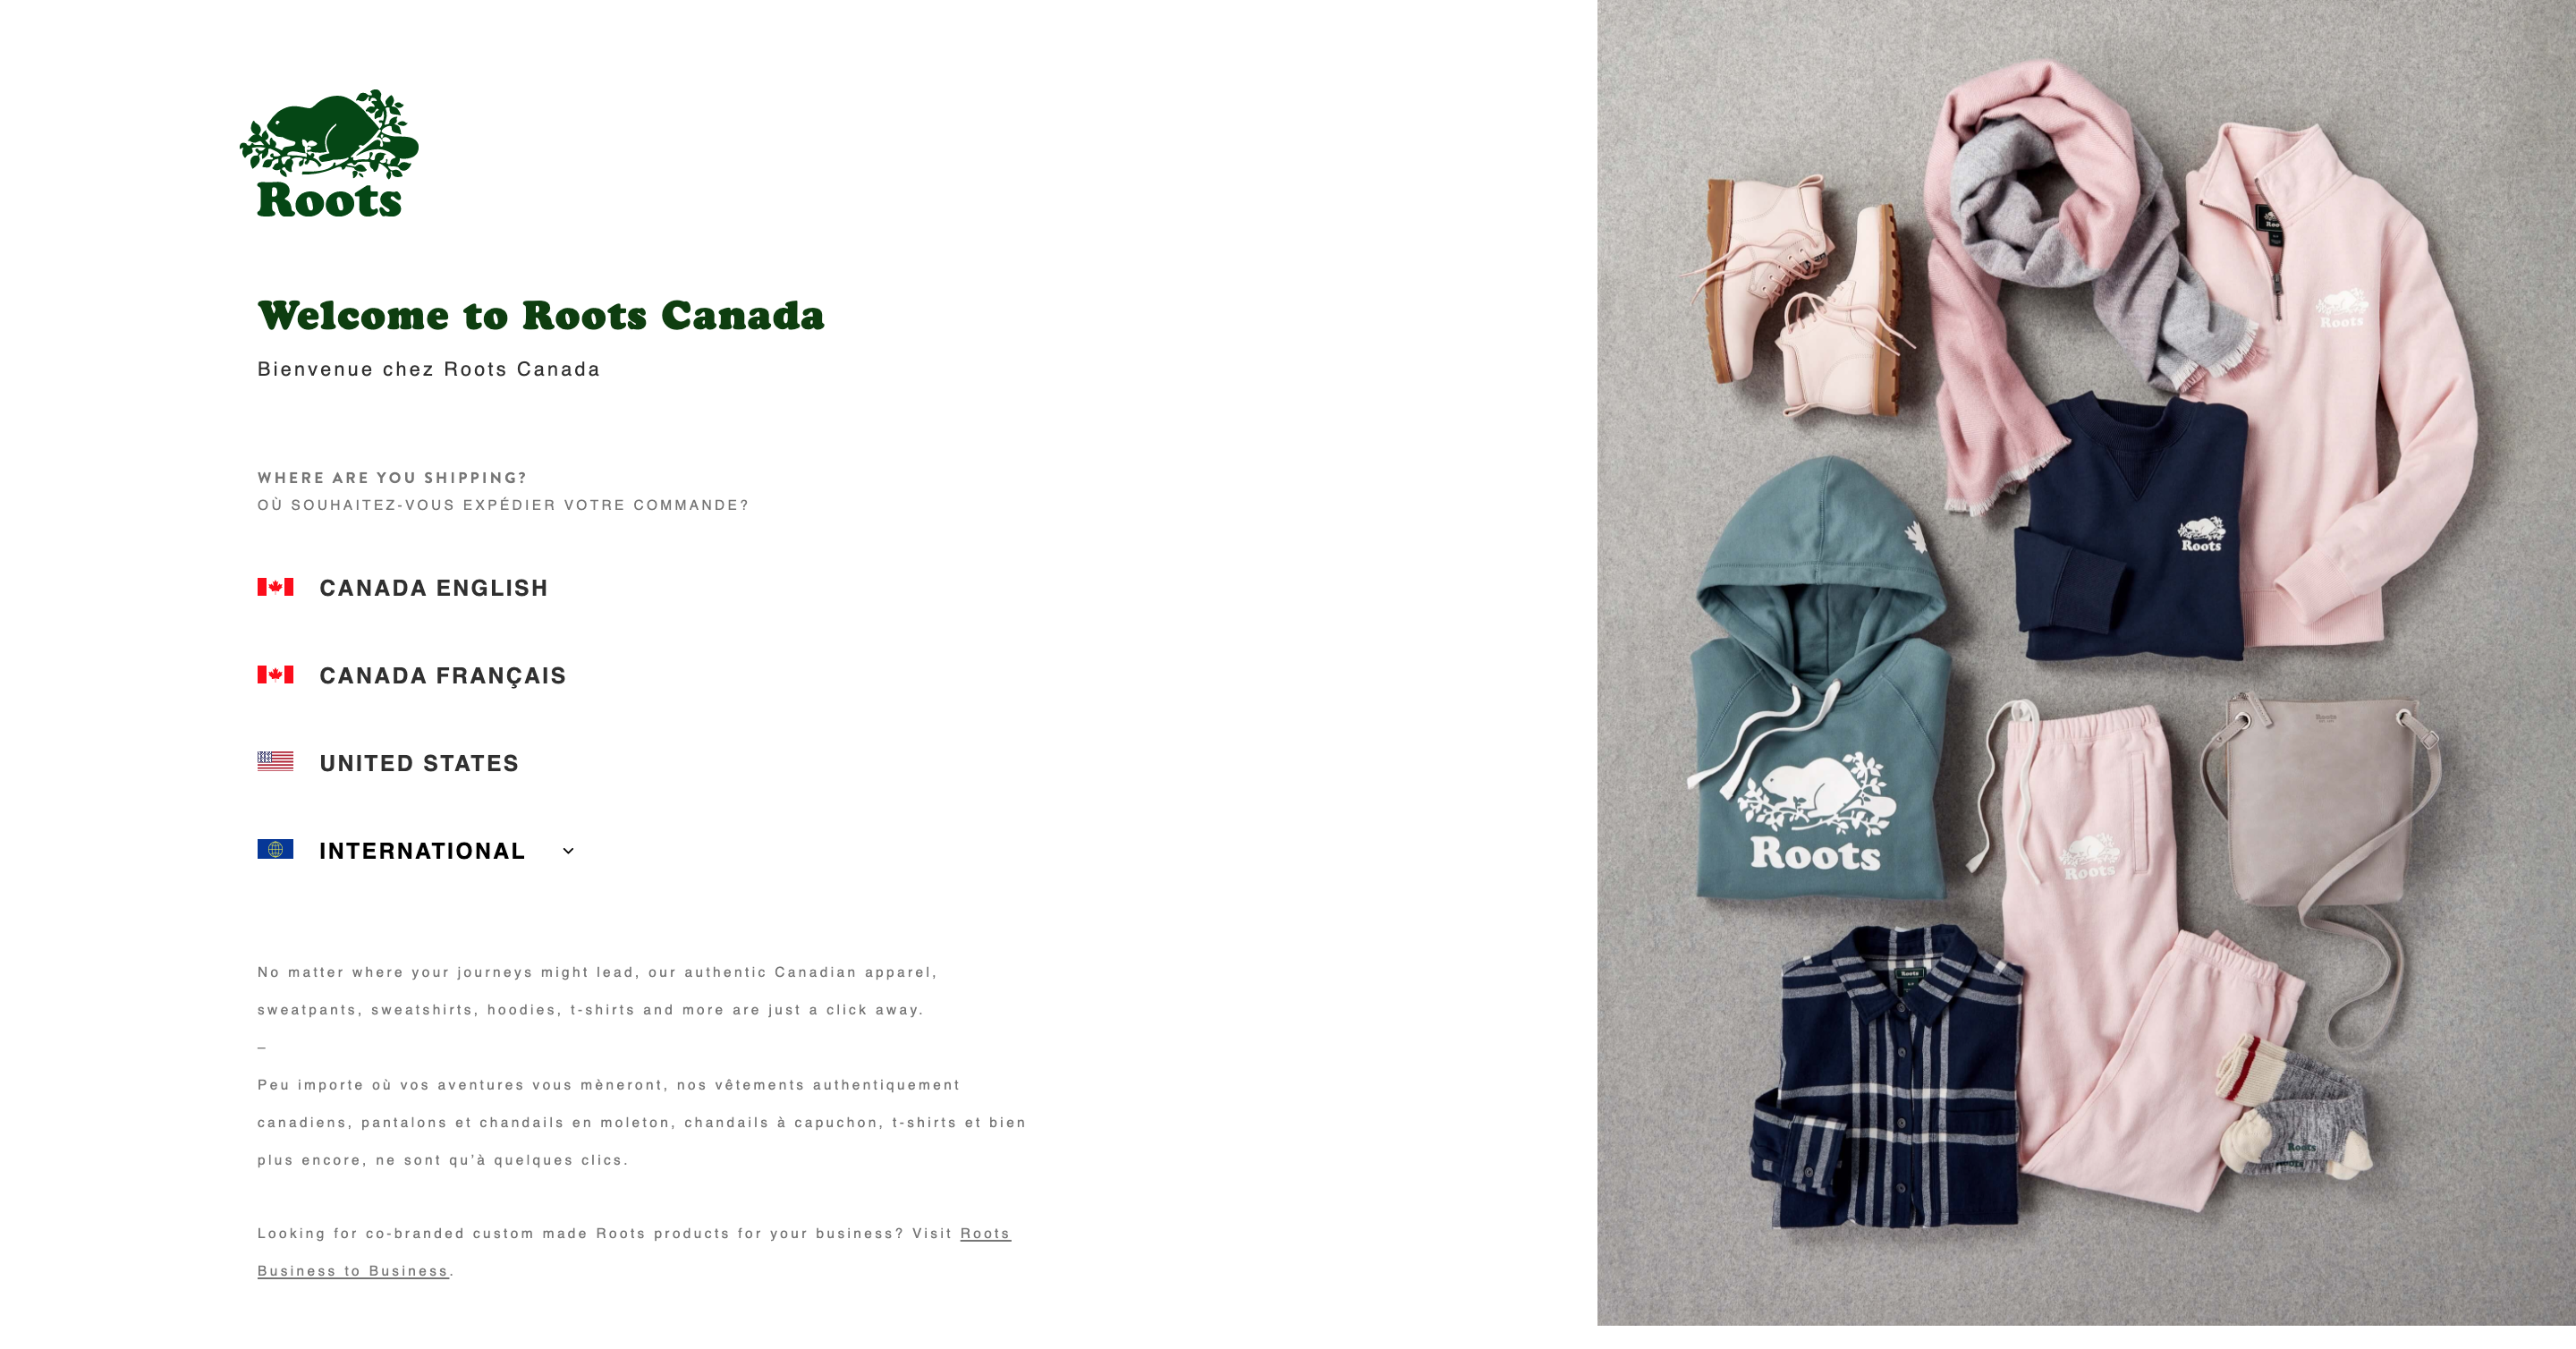 Roots
Welcome to Roots Canada
Bienvenue chez Roots Canada
WHERE ARE YOU SHIPPING?
OÙ SOUHAITEZ-VOUS EXPÉDIER VOTRE COMMANDE?
CANADA ENGLISH
CANADA FRANÇAIS
UNITED STATES
INTERNATIONAL
No matter where your journeys might lead, our authentic Canadian apparel,
sweatpants, sweatshirts, hoodies, t-shirts and more are just a click away.
–
Peu importe où vos aventures vous mèneront, nos vêtements authentiquement
canadiens, pantalons et chandails en moleton, chandails à capuchon, t-shirts et bien
plus encore, ne sont qu’à quelques clics.
Looking for co-branded custom made Roots products for your business? Visit Roots
Business to Business.
Roots
Roots
Roots
Roots
Roots
Roots
Roots
Roots